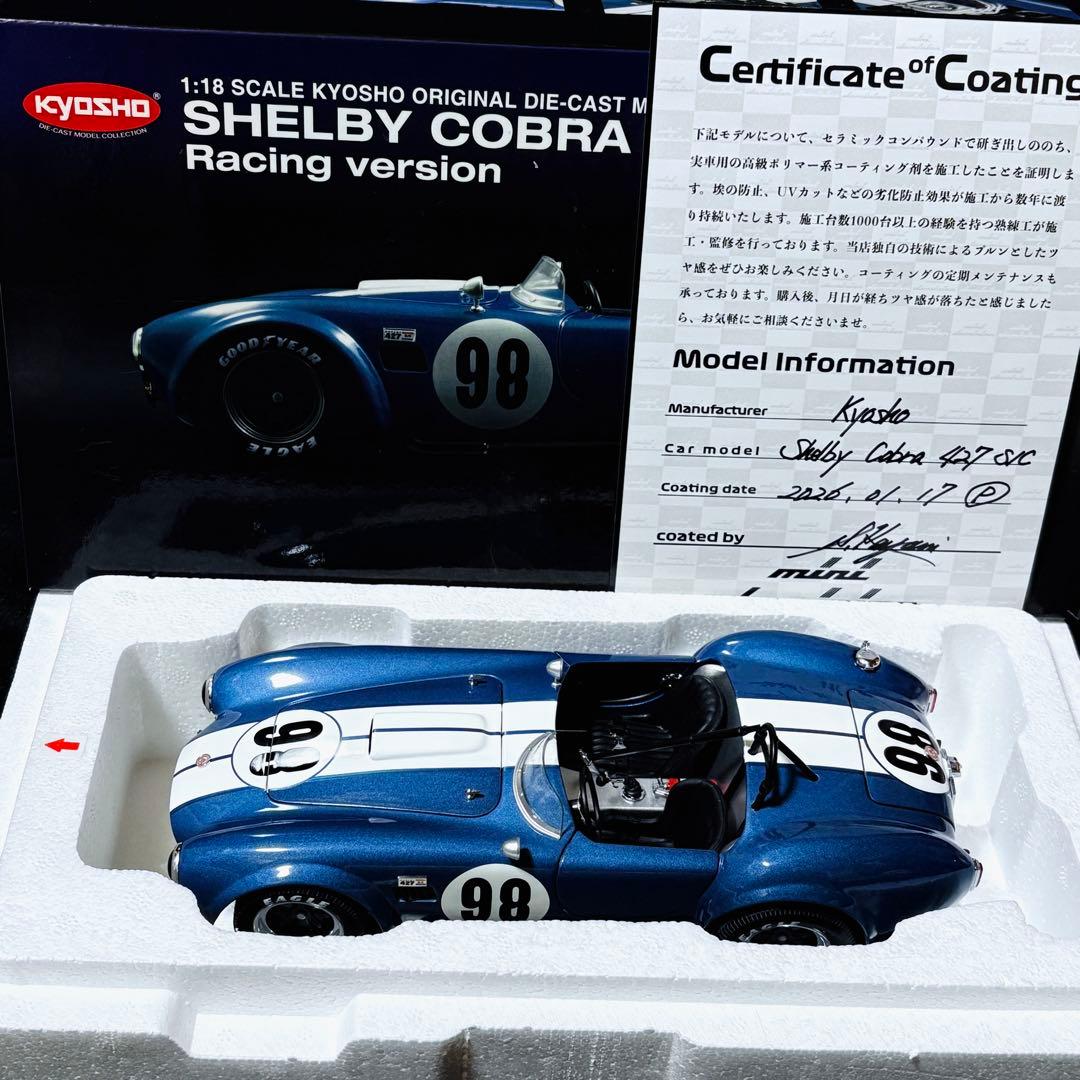 KYOSHO®
DIE-CAST MODEL COLLECTION
1:18 SCALE KYOSHO ORIGINAL DIE-CAST M
SHELBY COBRA
Racing version
GOODYEAR
EAGLE
427
98
Certificate of Coating
下記モデルについて、セラミックコンパウンドで研ぎ出しののち、
実車用の高級ポリマー系コーティング剤を施工したことを証明しま
す。埃の防止、UVカットなどの劣化防止効果が施工から数年に渡
り持続いたします。施工台数1000台以上の経験を持つ熟練工が施
工・監修を行っております。当店独自の技術によるプルンとしたツ
ヤ感をぜひお楽しみください。コーティングの定期メンテナンスも
承っております。購入後、月日が経ちツヤ感が落ちたと感じました
ら、お気軽にご相談くださいませ。
Model Information
Manufacturer Kyosho
Car model Shelby Cobra 427 S/C
Coating date 2026.01.17 Ⓟ
coated by
mini
98
98
427
98
EAGLE